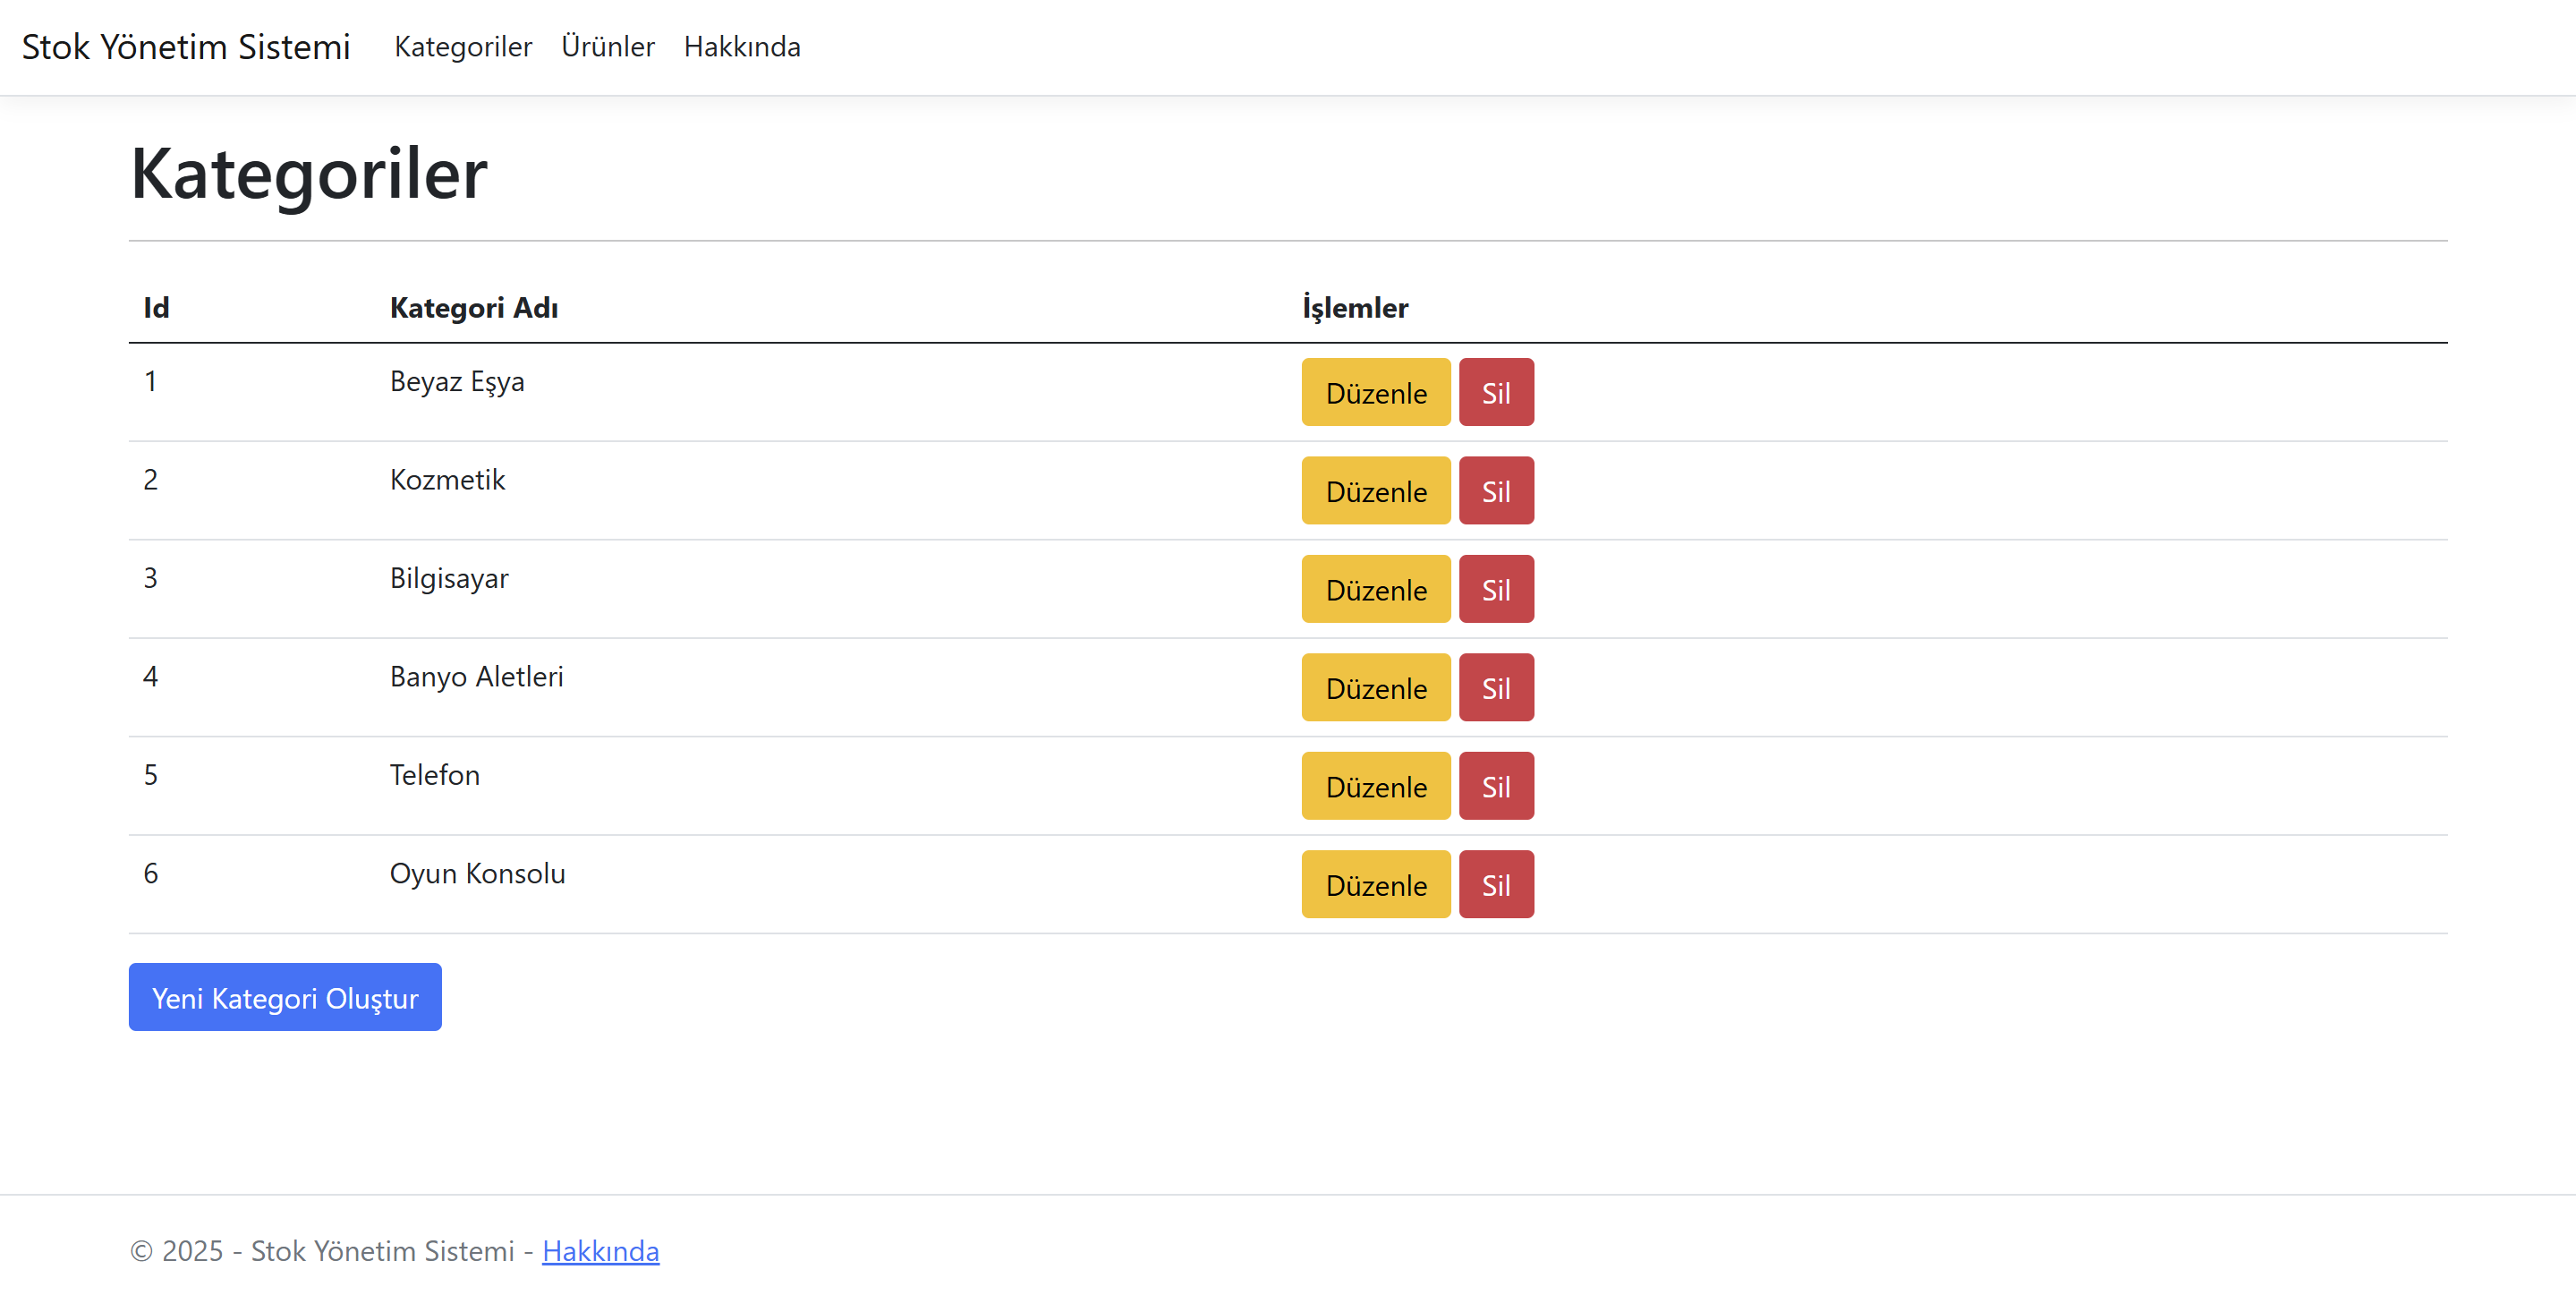 Stok Yönetim Sistemi Kategoriler Ürünler Hakkında
Kategoriler
Id Kategori Adı İşlemler
1 Beyaz Eşya Düzenle Sil
2 Kozmetik Düzenle Sil
3 Bilgisayar Düzenle Sil
4 Banyo Aletleri Düzenle Sil
5 Telefon Düzenle Sil
6 Oyun Konsolu Düzenle Sil
Yeni Kategori Oluştur
© 2025 - Stok Yönetim Sistemi - Hakkında